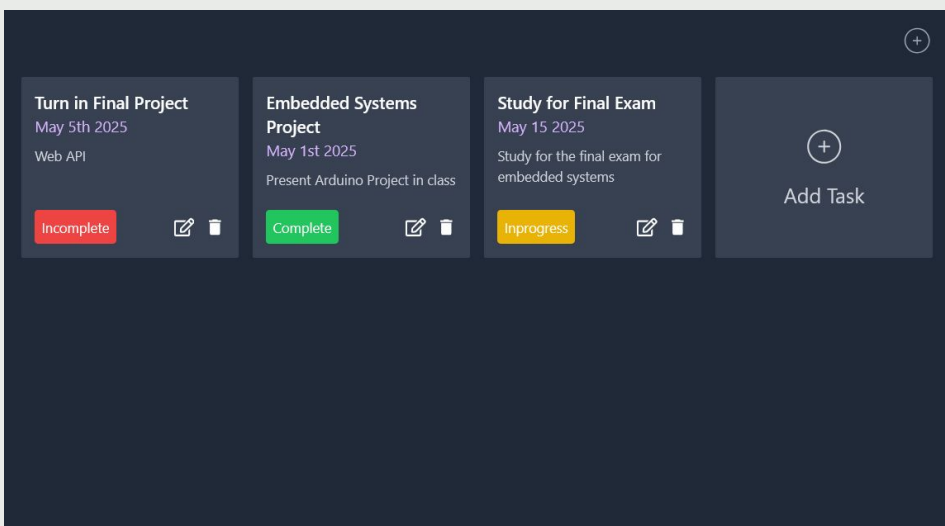 Turn in Final Project
May 5th 2025
Web API
Incomplete
Embedded Systems
Project
May 1st 2025
Present Arduino Project in class
Complete
Study for Final Exam
May 15 2025
Study for the final exam for
embedded systems
Inprogress
Add Task